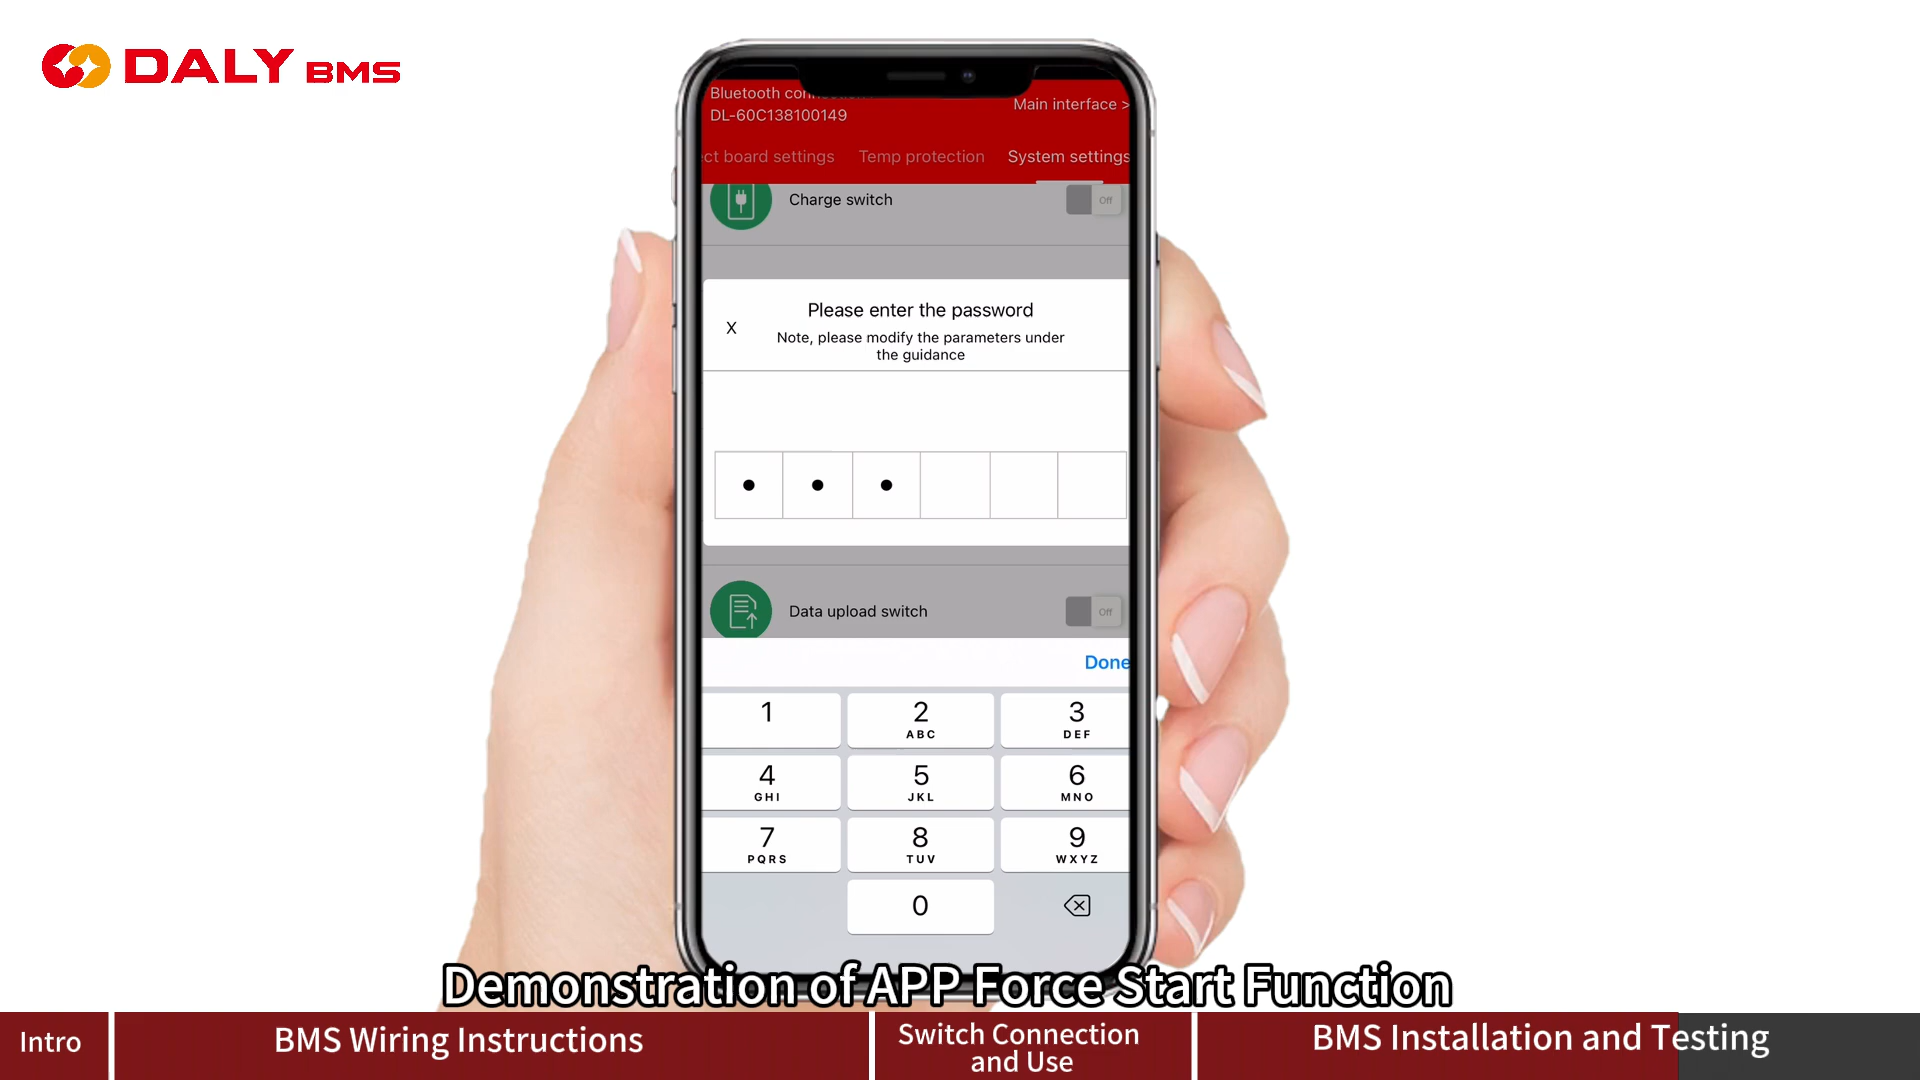 DALY BMS
Bluetooth con
DL-60C138100149
Main interface >
ct board settings
Temp protection
System settings
Charge switch
Off
X
Please enter the password
Note, please modify the parameters under
the guidance
Data upload switch
Off
Done
1
2
ABC
3
DEF
4
GHI
5
JKL
6
MNO
7
PQRS
8
TUV
9
WXYZ
0
Demonstration of APP Force Start Function
Intro
BMS Wiring Instructions
Switch Connection
and Use
BMS Installation and Testing